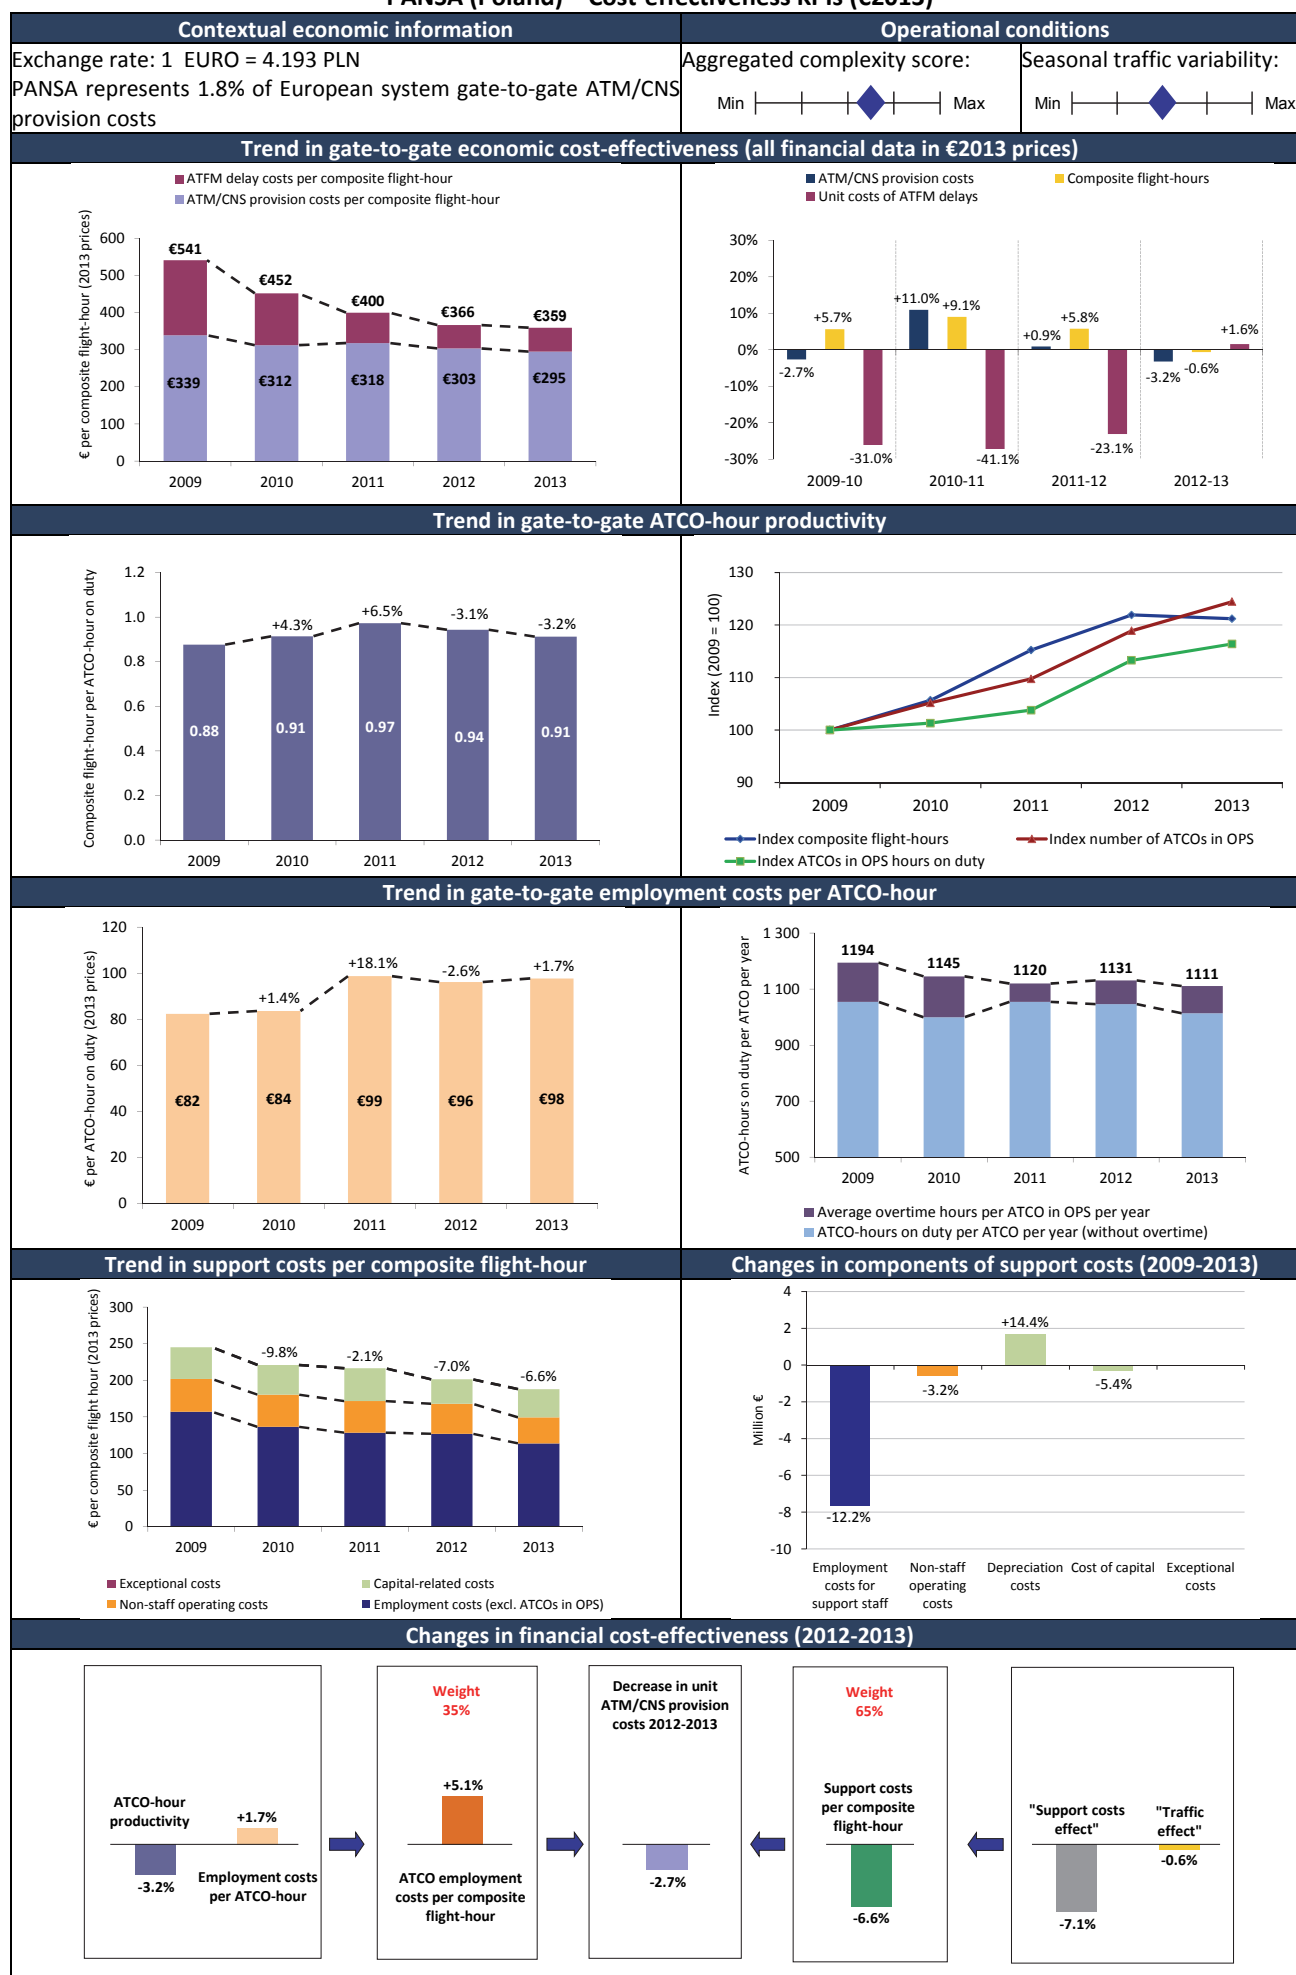 PANSA (Poland) – Cost-effectiveness KPIs (€2013)
Contextual economic information
Operational conditions
Exchange rate: 1 EURO = 4.193 PLN
PANSA represents 1.8% of European system gate-to-gate ATM/CNS
provision costs
Aggregated complexity score:
Min Max
Seasonal traffic variability:
Min Max
Trend in gate-to-gate economic cost-effectiveness (all financial data in €2013 prices)
ATFM delay costs per composite flight-hour
ATM/CNS provision costs per composite flight-hour
€ per composite flight-hour (2013 prices)
600
500
400
300
200
100
0
€541
€452
€400
€366
€359
€339
€312
€318
€303
€295
2009 2010 2011 2012 2013
ATM/CNS provision costs
Composite flight-hours
Unit costs of ATFM delays
30%
20%
10%
0%
-10%
-20%
-30%
-2.7%
+5.7%
-31.0%
+11.0%
+9.1%
-41.1%
+0.9%
+5.8%
-23.1%
-3.2%
-0.6%
+1.6%
2009-10 2010-11 2011-12 2012-13
Trend in gate-to-gate ATCO-hour productivity
Composite flight-hour per ATCO-hour on duty
1.2
1.0
0.8
0.6
0.4
0.2
0.0
+4.3%
+6.5%
-3.1%
-3.2%
0.88
0.91
0.97
0.94
0.91
2009 2010 2011 2012 2013
Index (2009 = 100)
130
120
110
100
90
2009 2010 2011 2012 2013
Index composite flight-hours
Index number of ATCOs in OPS
Index ATCOs in OPS hours on duty
Trend in gate-to-gate employment costs per ATCO-hour
€ per ATCO-hour on duty (2013 prices)
120
100
80
60
40
20
0
+1.4%
+18.1%
-2.6%
+1.7%
€82
€84
€99
€96
€98
2009 2010 2011 2012 2013
ATCO-hours on duty per ATCO per year
1 300
1 100
900
700
500
1194
1145
1120
1131
1111
2009 2010 2011 2012 2013
Average overtime hours per ATCO in OPS per year
ATCO-hours on duty per ATCO per year (without overtime)
Trend in support costs per composite flight-hour
€ per composite flight hour (2013 prices)
300
250
200
150
100
50
0
-9.8%
-2.1%
-7.0%
-6.6%
2009 2010 2011 2012 2013
Exceptional costs
Capital-related costs
Non-staff operating costs
Employment costs (excl. ATCOs in OPS)
Changes in components of support costs (2009-2013)
Million €
4
2
0
-2
-4
-6
-8
-10
-12.2%
-3.2%
+14.4%
-5.4%
Employment
costs for
support staff
Non-staff
operating
costs
Depreciation
costs
Cost of capital
Exceptional
costs
Changes in financial cost-effectiveness (2012-2013)
ATCO-hour
productivity
-3.2%
+1.7%
Employment costs
per ATCO-hour
Weight
35%
+5.1%
ATCO employment
costs per composite
flight-hour
Decrease in unit
ATM/CNS provision
costs 2012-2013
-2.7%
Weight
65%
Support costs
per composite
flight-hour
-6.6%
"Support costs
effect"
-7.1%
"Traffic
effect"
-0.6%